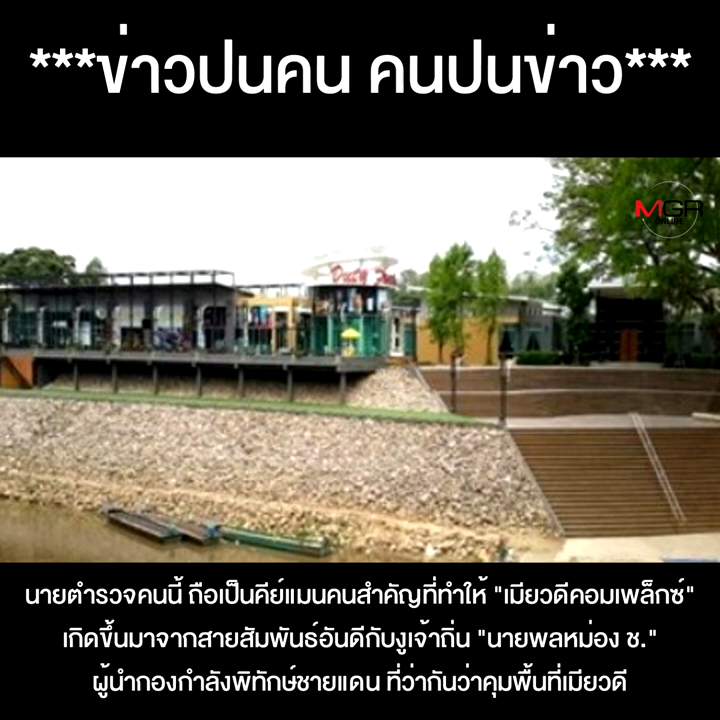 ***ข่าวปนคน คนปนข่าว***
MGR
ONLINE
Duty Free
นายตำรวจคนนี้ ถือเป็นคีย์แมนคนสำคัญที่ทำให้ "เมียวดีคอมเพล็กซ์"
เกิดขึ้นมาจากสายสัมพันธ์อันดีกับงูเจ้าถิ่น "นายพลหม่อง ช."
ผู้นำกองกำลังพิทักษ์ชายแดน ที่ว่ากันว่าคุมพื้นที่เมียวดี